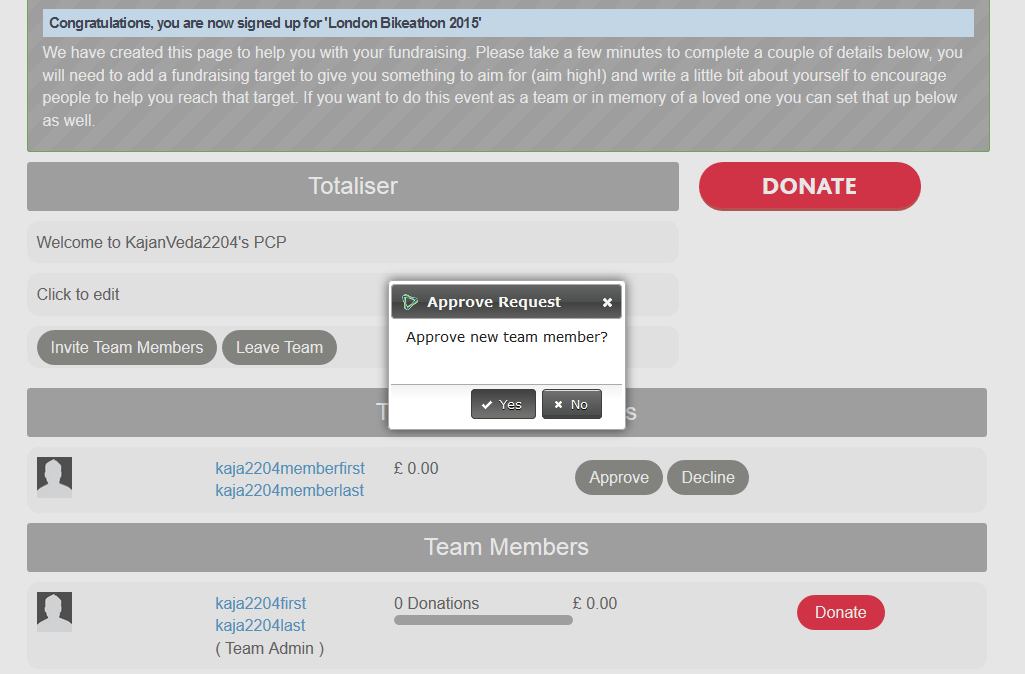 Congratulations, you are now signed up for 'London Bikeathon 2015'
We have created this page to help you with your fundraising. Please take a few minutes to complete a couple of details below, you
will need to add a fundraising target to give you something to aim for (aim high!) and write a little bit about yourself to encourage
people to help you reach that target. If you want to do this event as a team or in memory of a loved one you can set that up below
as well.
Totaliser
DONATE
Welcome to KajanVeda2204's PCP
Click to edit
Approve Request
Approve new team member?
Invite Team Members Leave Team
Yes No
kaja2204memberfirst £ 0.00
kaja2204memberlast
Approve Decline
Team Members
kaja2204first 0 Donations £ 0.00
kaja2204last
Donate
( Team Admin )